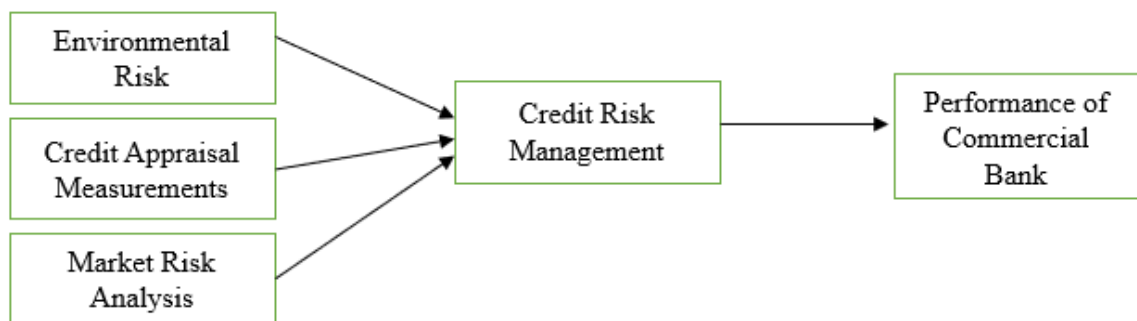 Environmental
Risk
Credit Appraisal
Measurements
Market Risk
Analysis
Credit Risk
Management
Performance of
Commercial
Bank